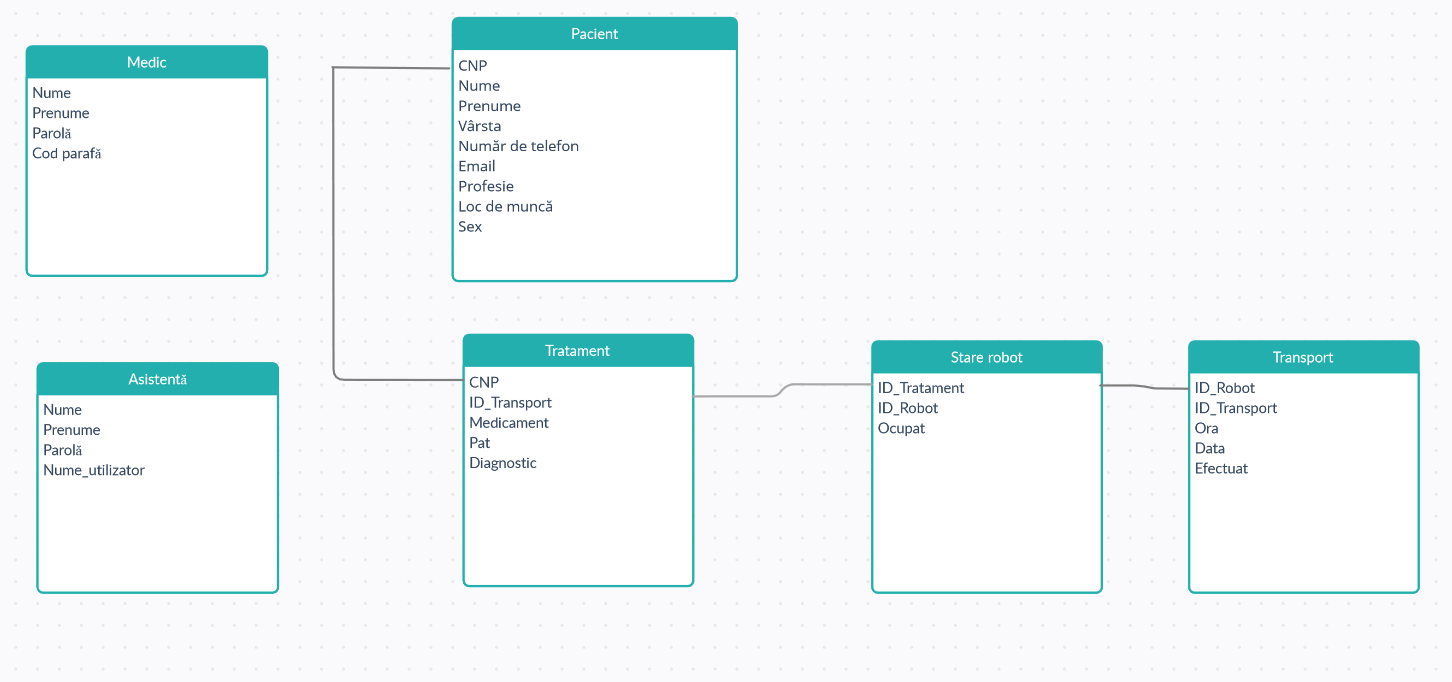 Medic
Nume
Prenume
Parolă
Cod parafă
Pacient
CNP
Nume
Prenume
Vârsta
Număr de telefon
Email
Profesie
Loc de muncă
Sex
Asistentă
Nume
Prenume
Parolă
Nume_utilizator
Tratament
CNP
ID_Transport
Medicament
Pat
Diagnostic
Stare robot
ID_Tratament
ID_Robot
Ocupat
Transport
ID_Robot
ID_Transport
Ora
Data
Efectuat